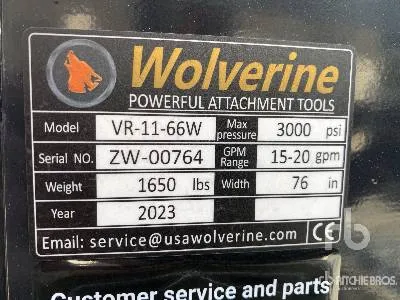 Wolverine
POWERFUL ATTACHMENT TOOLS
Model VR-11-66W Max pressure 3000 psi
Serial NO. ZW-00764 GPM Range 15-20 gpm
Weight 1650 lbs Width 76 in
Year 2023
Email: service@usawolverine.com CE
Customer service and parts
rb
RITCHIE BROS.